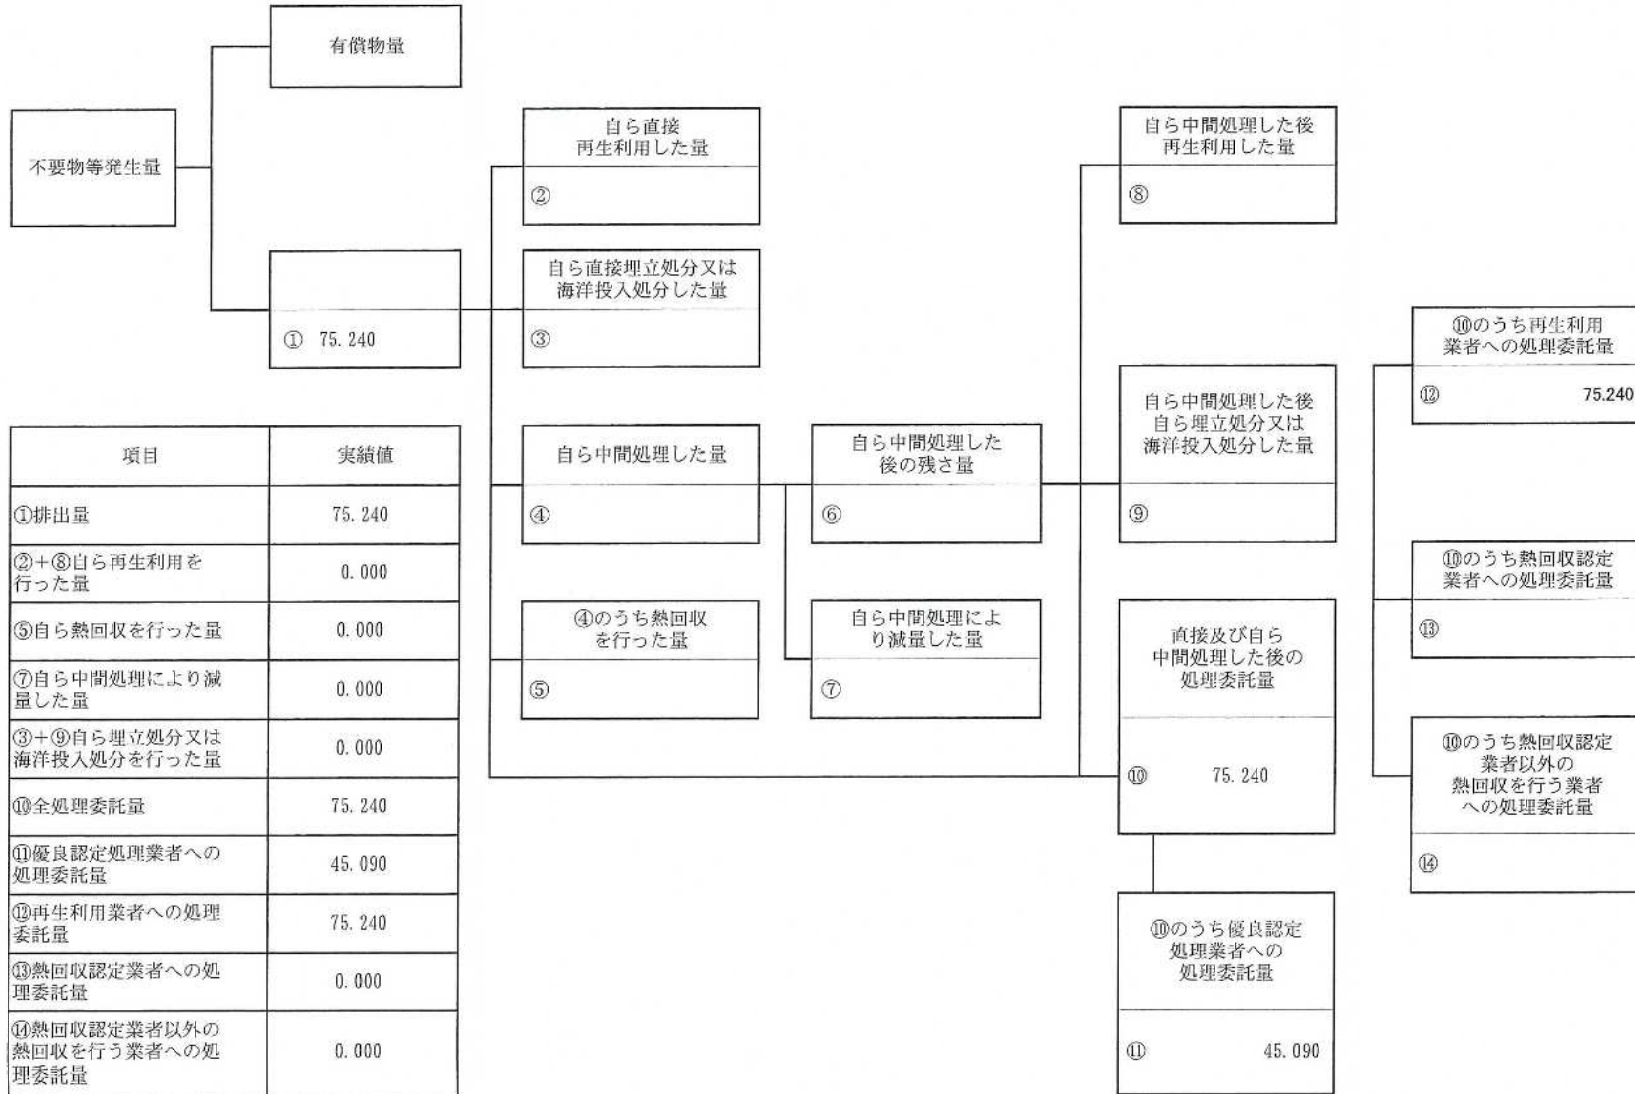 有償物量
不要物等発生量
① 75.240
自ら直接
再生利用した量
②
自ら直接埋立処分又は
海洋投入処分した量
③
自ら中間処理した量
④
④のうち熱回収
を行った量
⑤
自ら中間処理した
後の残さ量
⑥
自ら中間処理によ
り減量した量
⑦
自ら中間処理した後
再生利用した量
⑧
自ら中間処理した後
自ら埋立処分又は
海洋投入処分した量
⑨
直接及び自ら
中間処理した後の
処理委託量
⑩ 75.240
⑩のうち優良認定
処理業者への
処理委託量
⑪ 45.090
⑩のうち再生利用
業者への処理委託量
⑫ 75.240
⑩のうち熱回収認定
業者への処理委託量
⑬
⑩のうち熱回収認定
業者以外の
熱回収を行う業者
への処理委託量
⑭
項目 実績値
①排出量 75.240
②+⑧自ら再生利用を
行った量 0.000
⑤自ら熱回収を行った量 0.000
⑦自ら中間処理により減
量した量 0.000
③+⑨自ら埋立処分又は
海洋投入処分を行った量 0.000
⑩全処理委託量 75.240
⑪優良認定処理業者への
処理委託量 45.090
⑫再生利用業者への処理
委託量 75.240
⑬熱回収認定業者への処
理委託量 0.000
⑭熱回収認定業者以外の
熱回収を行う業者への処
理委託量 0.000